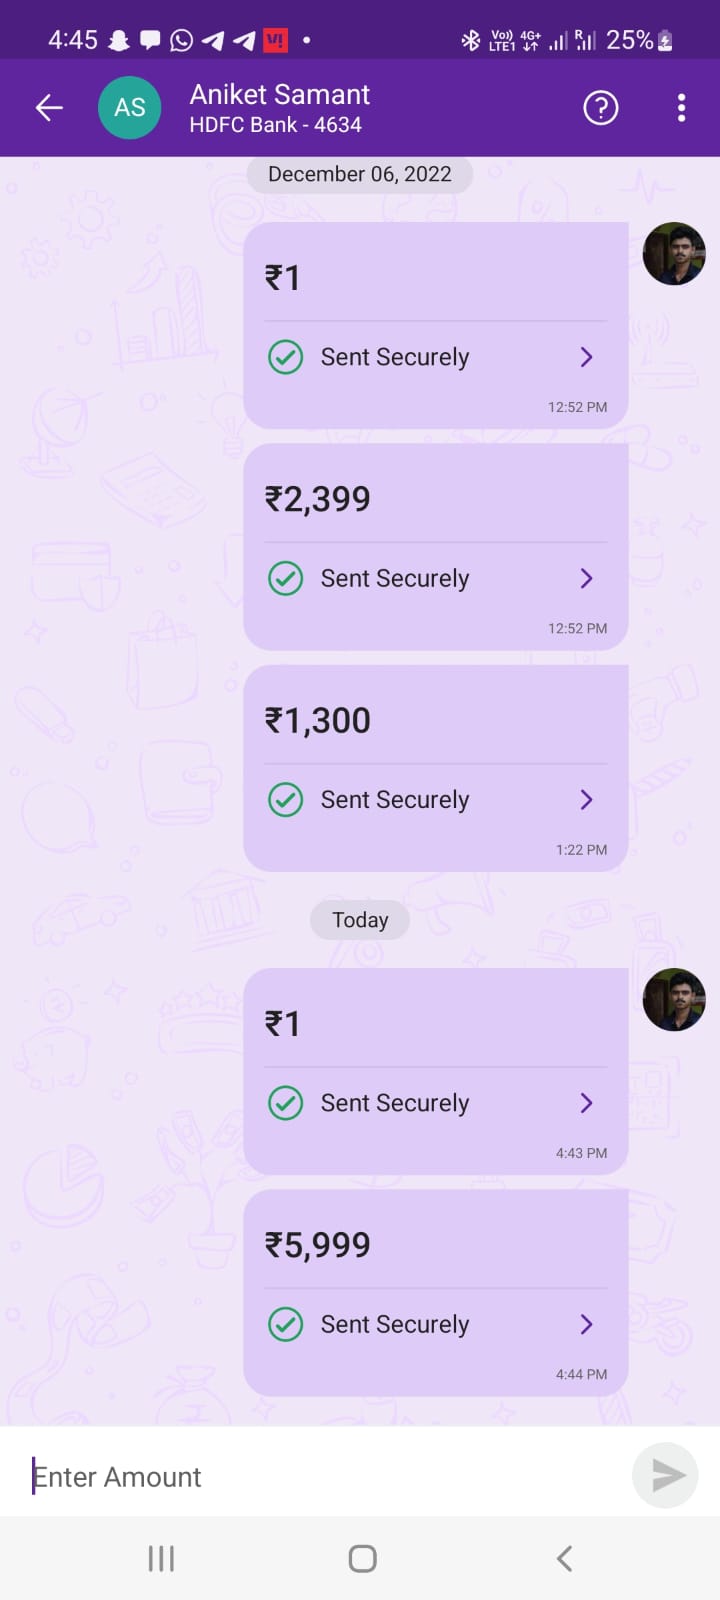 4:45
Vo)) 4G+ R 25%
LTE1
AS
Aniket Samant
HDFC Bank - 4634
December 06, 2022
₹1
Sent Securely
12:52 PM
₹2,399
Sent Securely
12:52 PM
₹1,300
Sent Securely
1:22 PM
Today
₹1
Sent Securely
4:43 PM
₹5,999
Sent Securely
4:44 PM
Enter Amount